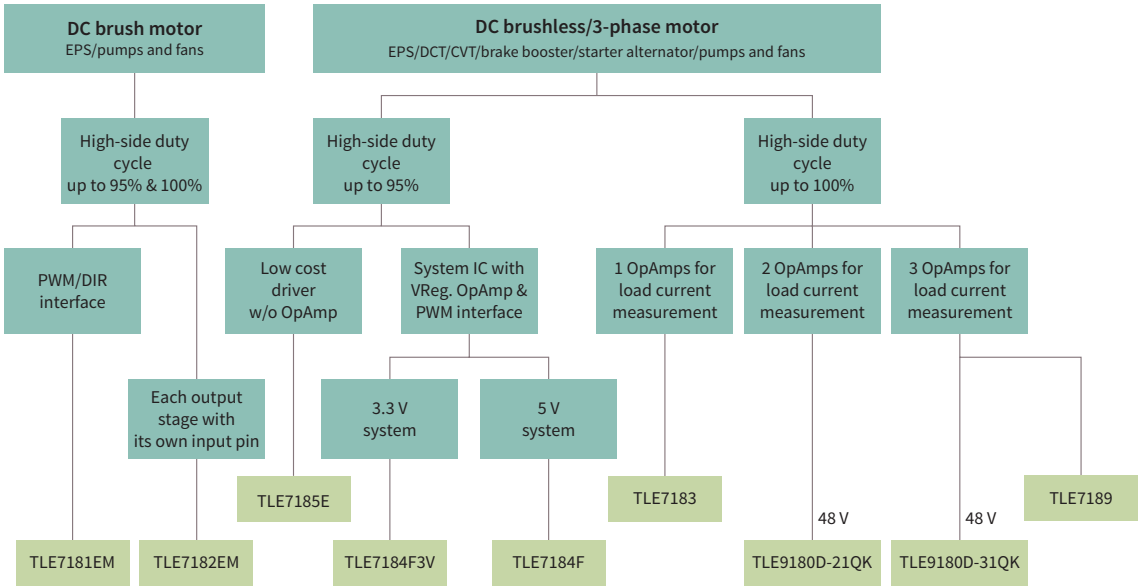 DC brush motor
EPS/pumps and fans
DC brushless/3-phase motor
EPS/DCT/CVT/brake booster/starter alternator/pumps and fans
High-side duty
cycle
up to 95% & 100%
High-side duty
cycle
up to 95%
High-side duty
cycle
up to 100%
PWM/DIR
interface
Low cost
driver
w/o OpAmp
System IC with
VReg. OpAmp &
PWM interface
1 OpAmps for
load current
measurement
2 OpAmps for
load current
measurement
3 OpAmps for
load current
measurement
Each output
stage with
its own input pin
3.3 V
system
5 V
system
TLE7185E
TLE7183
TLE7189
48 V
48 V
TLE7181EM
TLE7182EM
TLE7184F3V
TLE7184F
TLE9180D-21QK
TLE9180D-31QK